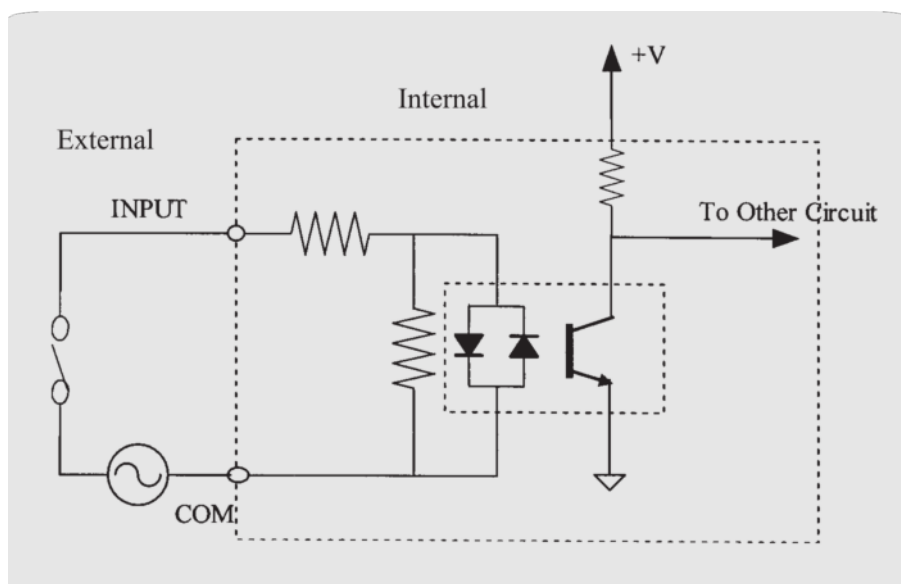 +V
Internal
External
INPUT
To Other Circuit
COM